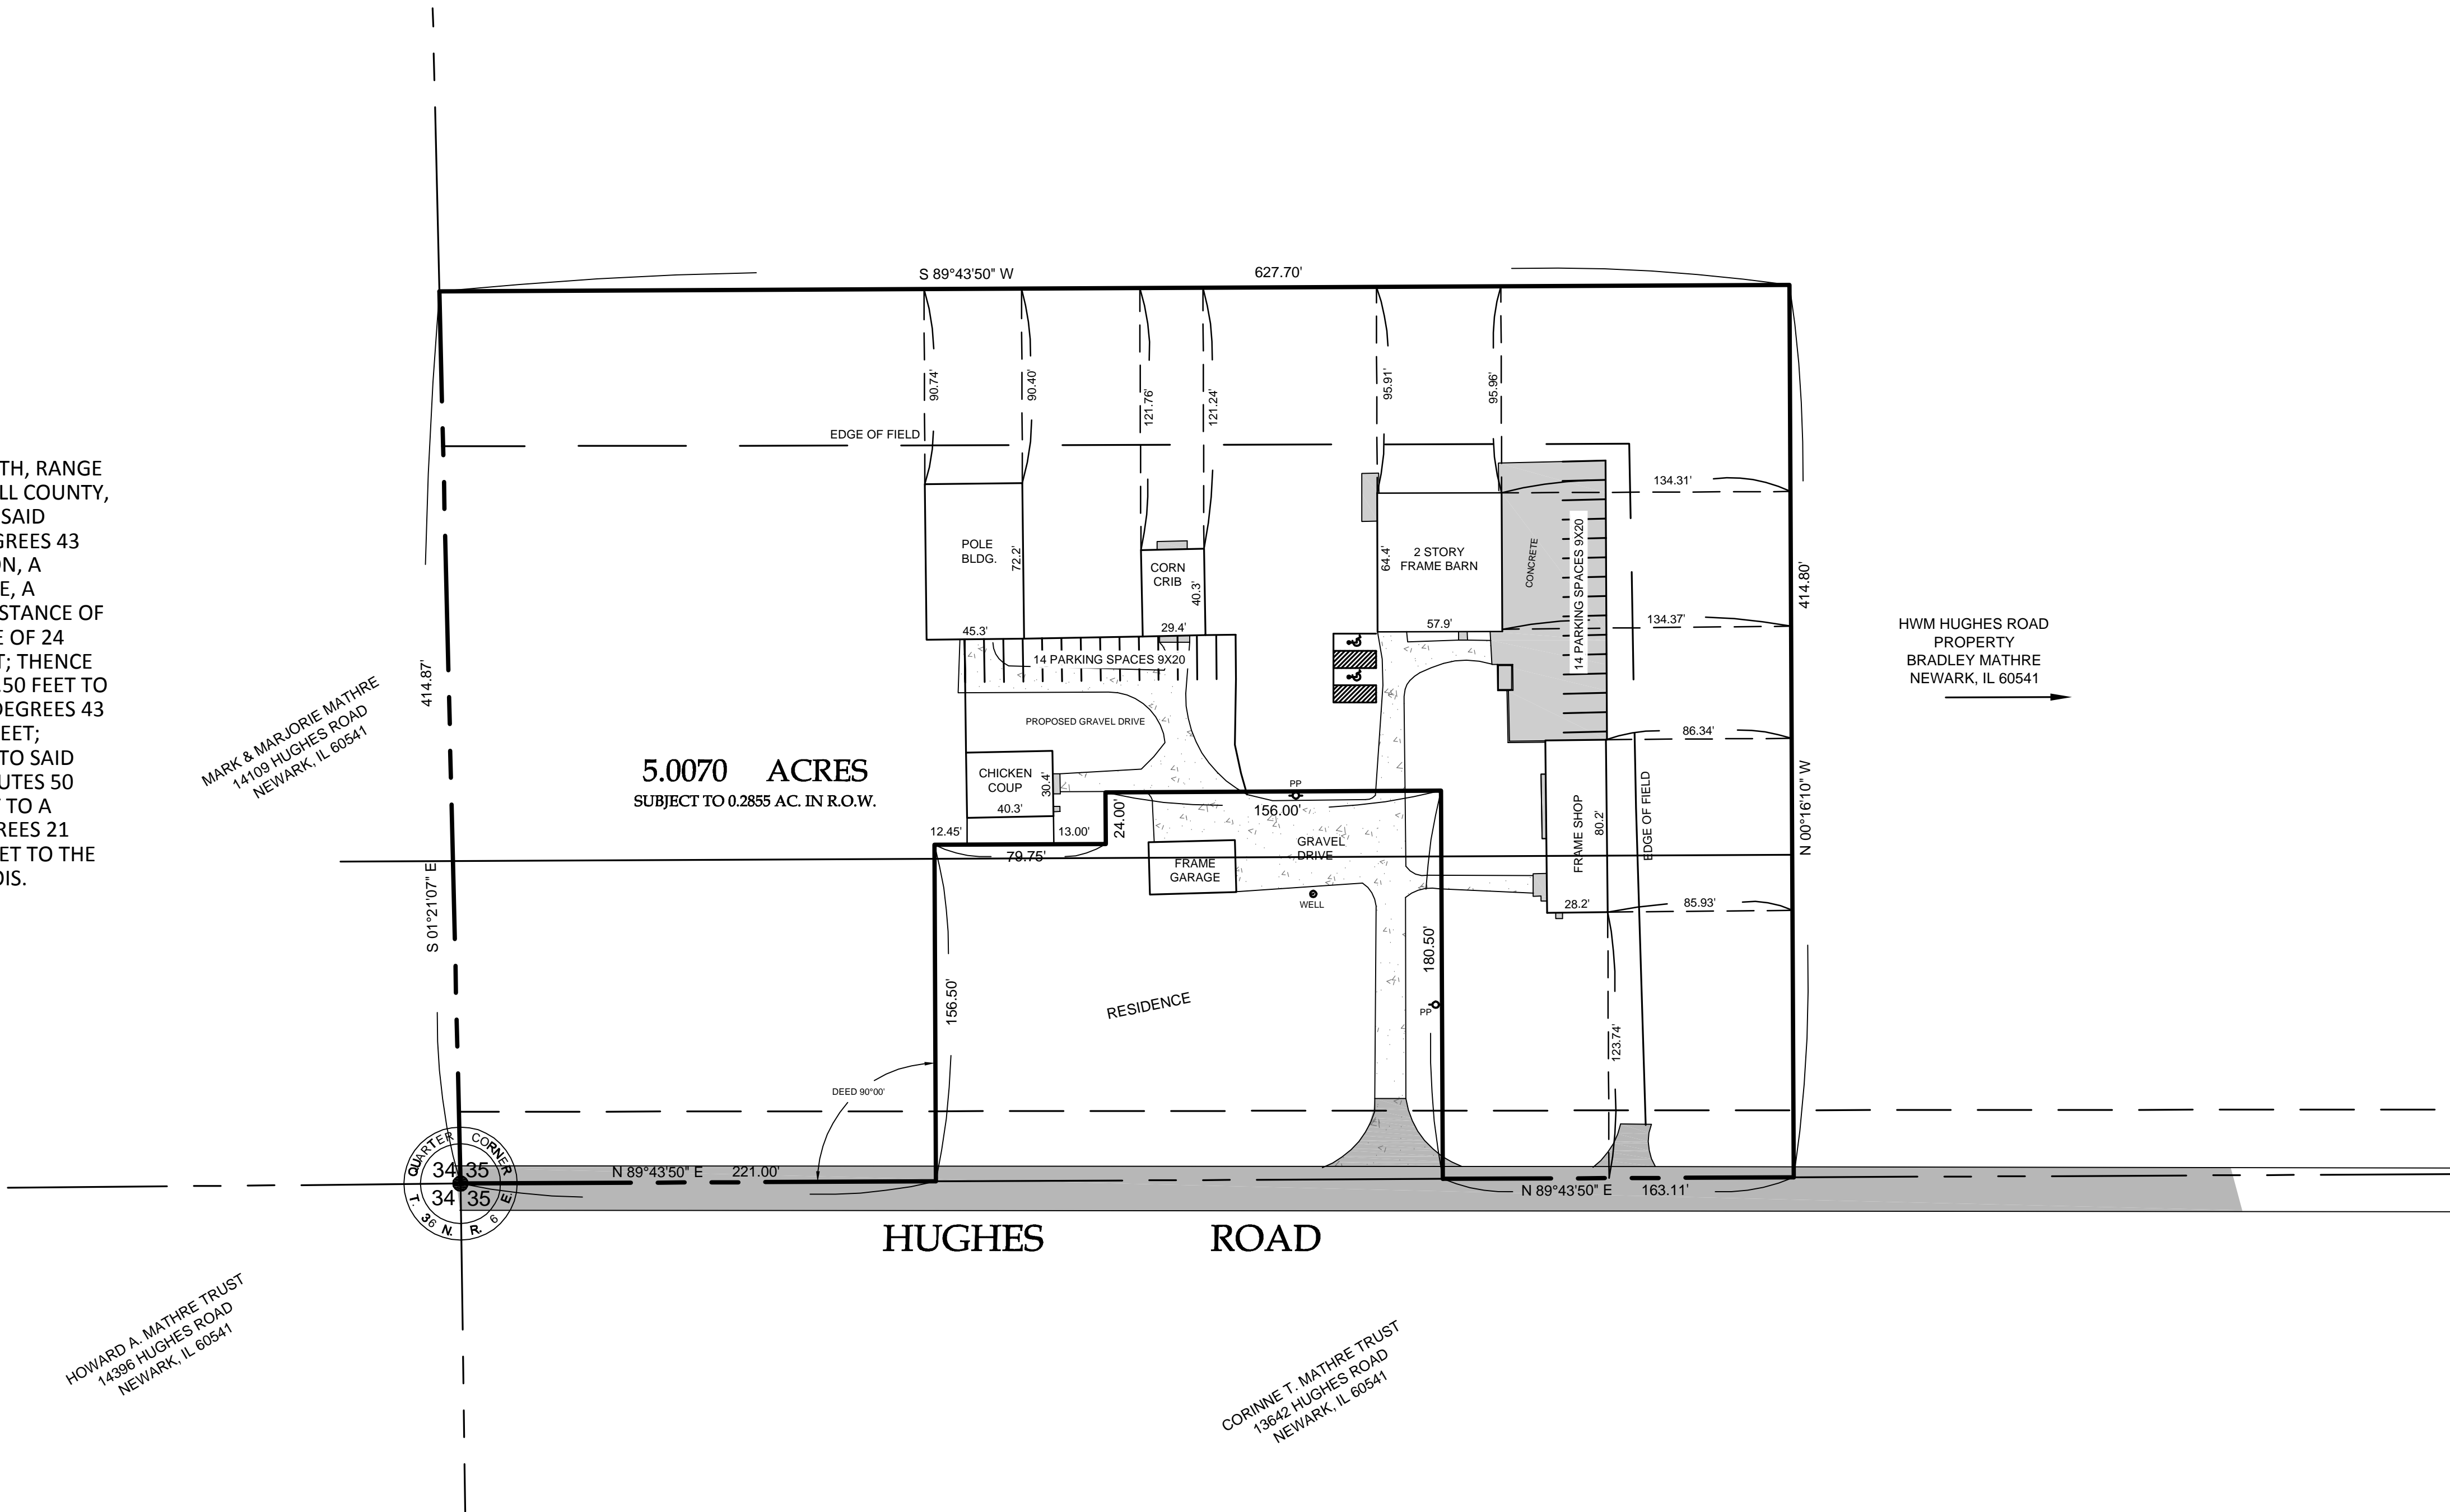 TH, RANGE
LL COUNTY,
SAID
GREES 43
ON, A
E, A
STANCE OF
E OF 24
T; THENCE
.50 FEET TO
DEGREES 43
EET;
TO SAID
UTES 50
T TO A
REES 21
ET TO THE
OIS.
S 89°43'50" W 627.70'
90.74'
90.40'
121.76'
121.24'
95.91'
95.96'
EDGE OF FIELD
134.31'
POLE
BLDG.
72.2'
45.3'
CORN
CRIB
40.3'
29.4'
2 STORY
FRAME BARN
64.4'
57.9'
CONCRETE
14 PARKING SPACES 9X20
134.37'
414.80'
N 00°16'10" W
HWM HUGHES ROAD
PROPERTY
BRADLEY MATHRE
NEWARK, IL 60541
14 PARKING SPACES 9X20
PROPOSED GRAVEL DRIVE
414.87'
S 01°21'07" E
MARK & MARJORIE MATHRE
14109 HUGHES ROAD
NEWARK, IL 60541
5.0070 ACRES
SUBJECT TO 0.2855 AC. IN R.O.W.
CHICKEN
COUP
30.4'
40.3'
12.45'
13.00'
24.00'
79.75'
PP
156.00'
GRAVEL
DRIVE
FRAME
GARAGE
WELL
86.34'
FRAME SHOP
80.2'
28.2'
EDGE OF FIELD
85.93'
180.50'
156.50'
RESIDENCE
PP
123.74'
DEED 90°00'
QUARTER CORNER
34 35
34 35
T. 36 N. R. 6 E.
N 89°43'50" E 221.00'
N 89°43'50" E 163.11'
HUGHES ROAD
HOWARD A. MATHRE TRUST
14396 HUGHES ROAD
NEWARK, IL 60541
CORINNE T. MATHRE TRUST
13642 HUGHES ROAD
NEWARK, IL 60541